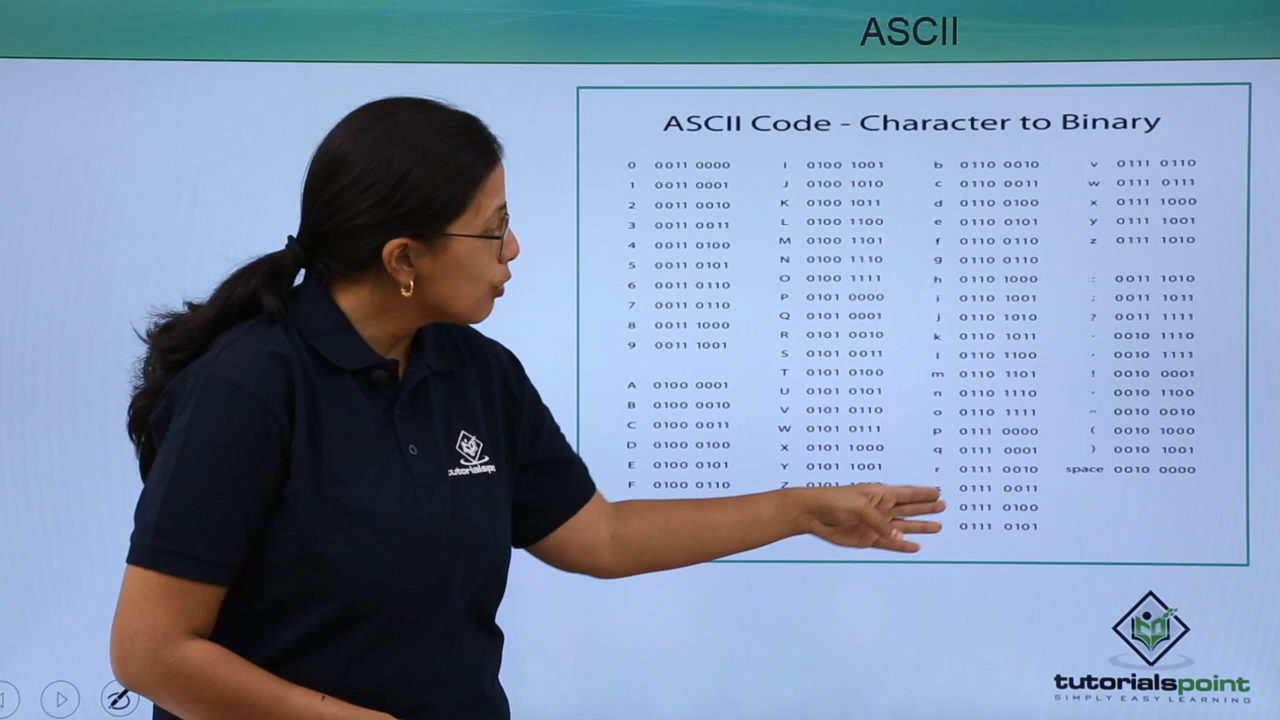 ASCII
ASCII Code - Character to Binary
0 0011 0000
1 0011 0001
2 0011 0010
3 0011 0011
4 0011 0100
5 0011 0101
6 0011 0110
7 0011 0110
8 0011 1000
9 0011 1001
A 0100 0001
B 0100 0010
C 0100 0011
D 0100 0100
E 0100 0101
F 0100 0110
I 0100 1001
J 0100 1010
K 0100 1011
L 0100 1100
M 0100 1101
N 0100 1110
O 0100 1111
P 0101 0000
Q 0101 0001
R 0101 0010
S 0101 0011
T 0101 0100
U 0101 0101
V 0101 0110
W 0101 0111
X 0101 1000
Y 0101 1001
Z 0101 1010
b 0110 0010
c 0110 0011
d 0110 0100
e 0110 0101
f 0110 0110
g 0110 0110
h 0110 1000
i 0110 1001
j 0110 1010
k 0110 1011
l 0110 1100
m 0110 1101
n 0110 1110
o 0110 1111
p 0111 0000
q 0111 0001
r 0111 0010
s 0111 0011
0111 0100
0111 0101
v 0111 0110
w 0111 0111
x 0111 1000
y 0111 1001
z 0111 1010
: 0011 1010
; 0011 1011
? 0011 1111
. 0010 1110
' 0010 1111
! 0010 0001
, 0010 1100
" 0010 0010
( 0010 1000
) 0010 1001
space 0010 0000
tutorialspoint
SIMPLY EASY LEARNING